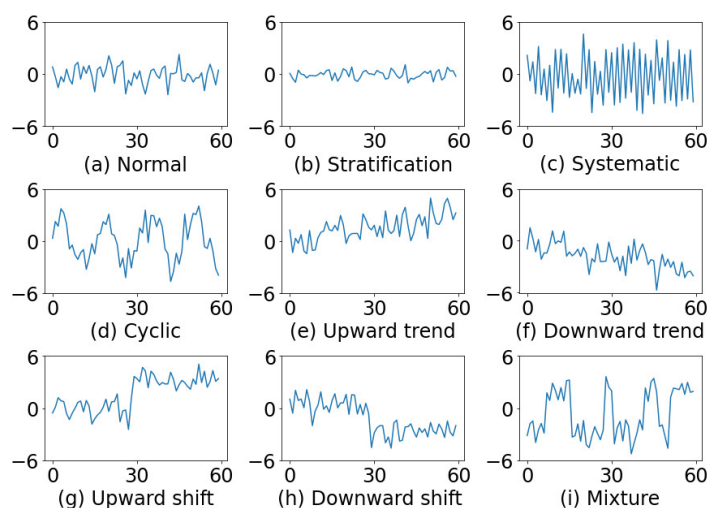 6 6 6
0 0 0
−6 −6 −6
0 30 60 0 30 60 0 30 60
(a) Normal (b) Stratification (c) Systematic
6 6 6
0 0 0
−6 −6 −6
0 30 60 0 30 60 0 30 60
(d) Cyclic (e) Upward trend (f) Downward trend
6 6 6
0 0 0
−6 −6 −6
0 30 60 0 30 60 0 30 60
(g) Upward shift (h) Downward shift (i) Mixture